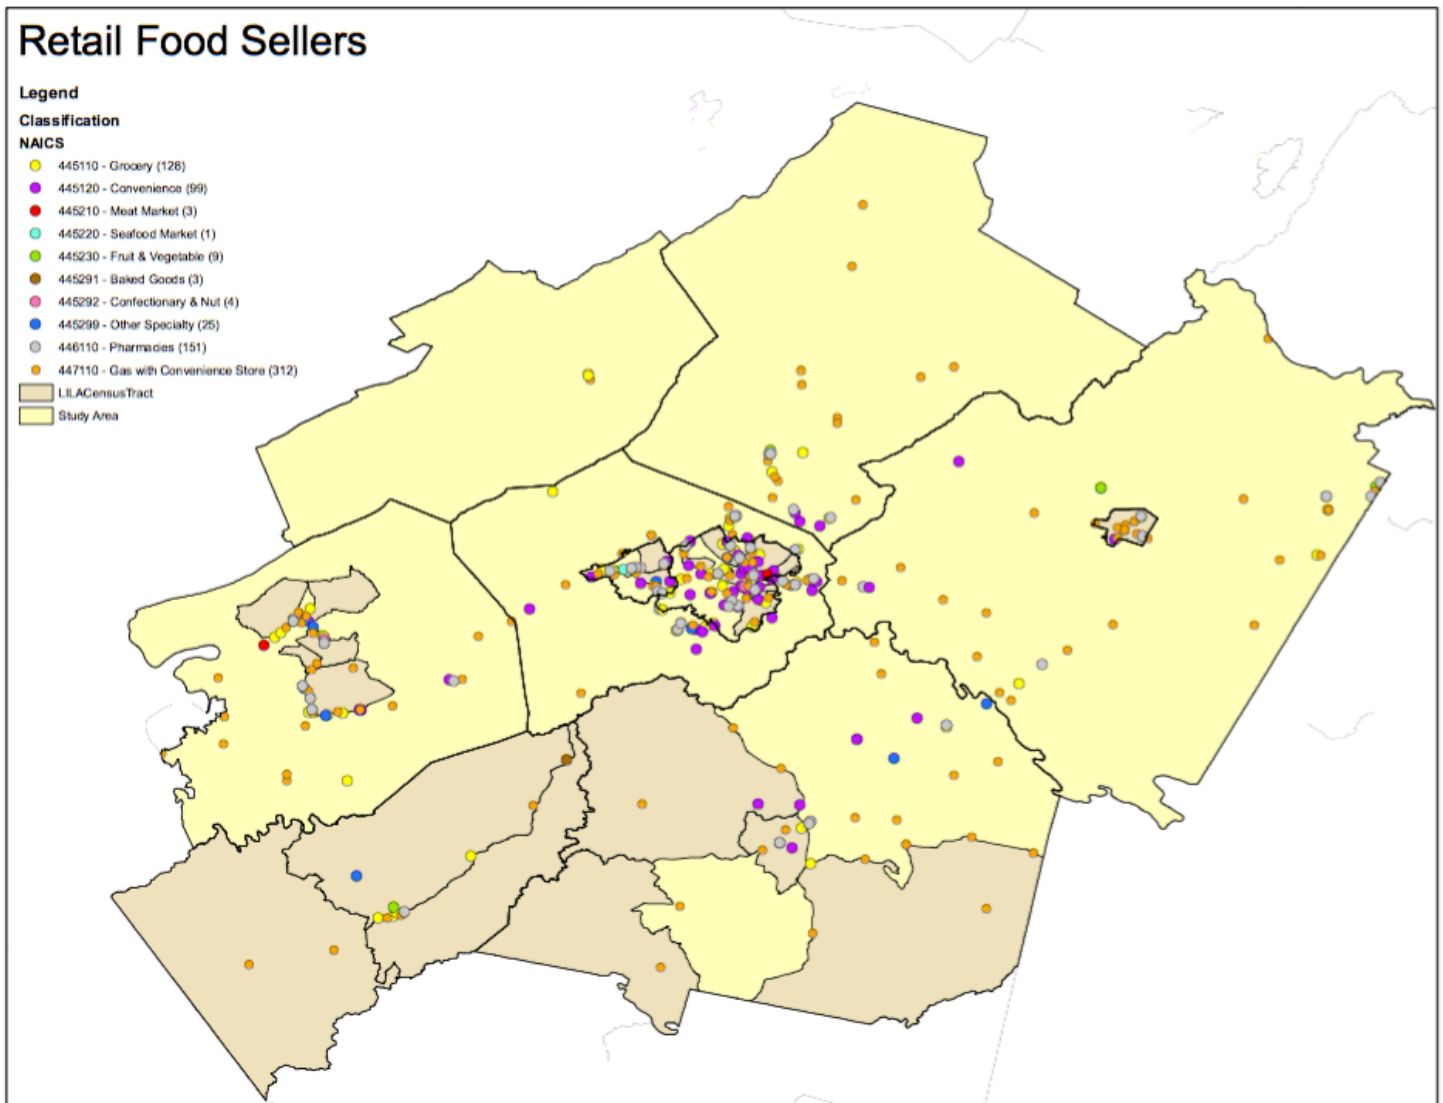 Retail Food Sellers
Legend
Classification
NAICS
445110 - Grocery (128)
445120 - Convenience (99)
445210 - Meat Market (3)
445220 - Seafood Market (1)
445230 - Fruit & Vegetable (9)
445291 - Baked Goods (3)
445292 - Confectionary & Nut (4)
445299 - Other Specialty (25)
446110 - Pharmacies (151)
447110 - Gas with Convenience Store (312)
LILACensusTract
Study Area